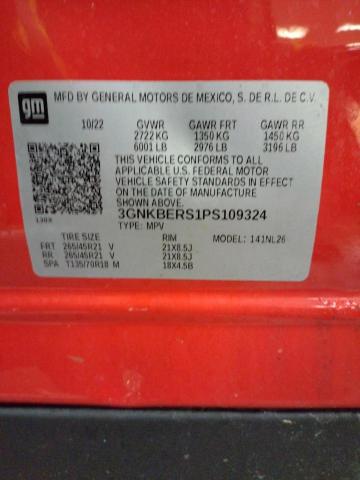 gm
MFD BY GENERAL MOTORS DE MEXICO, S. DE R.L. DE C.V.
10/22 GVWR GAWR FRT GAWR RR
2722 KG 1350 KG 1450 KG
6001 LB 2976 LB 3196 LB
THIS VEHICLE CONFORMS TO ALL
APPLICABLE U.S. FEDERAL MOTOR
VEHICLE SAFETY STANDARDS IN EFFECT
ON THE DATE OF MANUFACTURE
SHOWN ABOVE.
3GNKBERS1PS109324
TYPE: MPV
TIRE SIZE RIM MODEL: 141NL26
FRT 265/45R21 V 21X8.5J
RR 265/45R21 V 21X8.5J
SPA T135/70R18 M 18X4.5B